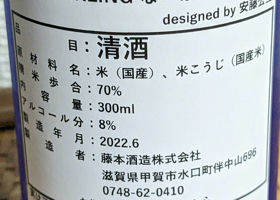 designed by 安藤
品目：清酒
原材料名：米（国産）、米こうじ（国産米）
精米歩合：70%
内容量：300ml
アルコール分：8%
製造年月：2022.6
製造者：藤本酒造株式会社
滋賀県甲賀市水口町伴中山696
0748-62-0410